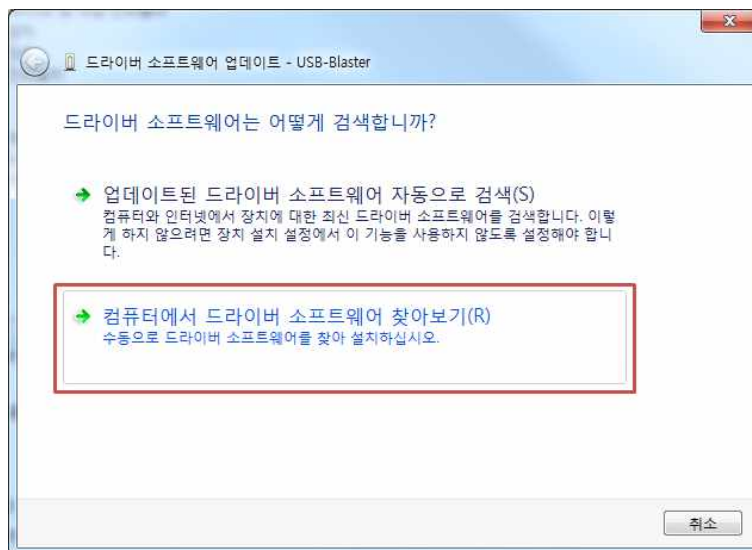 드라이버 소프트웨어 업데이트 - USB-Blaster
드라이버 소프트웨어는 어떻게 검색합니까?
업데이트된 드라이버 소프트웨어 자동으로 검색(S)
컴퓨터와 인터넷에서 장치에 대한 최신 드라이버 소프트웨어를 검색합니다. 이렇
게 하지 않으려면 장치 설치 설정에서 이 기능을 사용하지 않도록 설정해야 합니
다.
컴퓨터에서 드라이버 소프트웨어 찾아보기(R)
수동으로 드라이버 소프트웨어를 찾아 설치하십시오.
취소